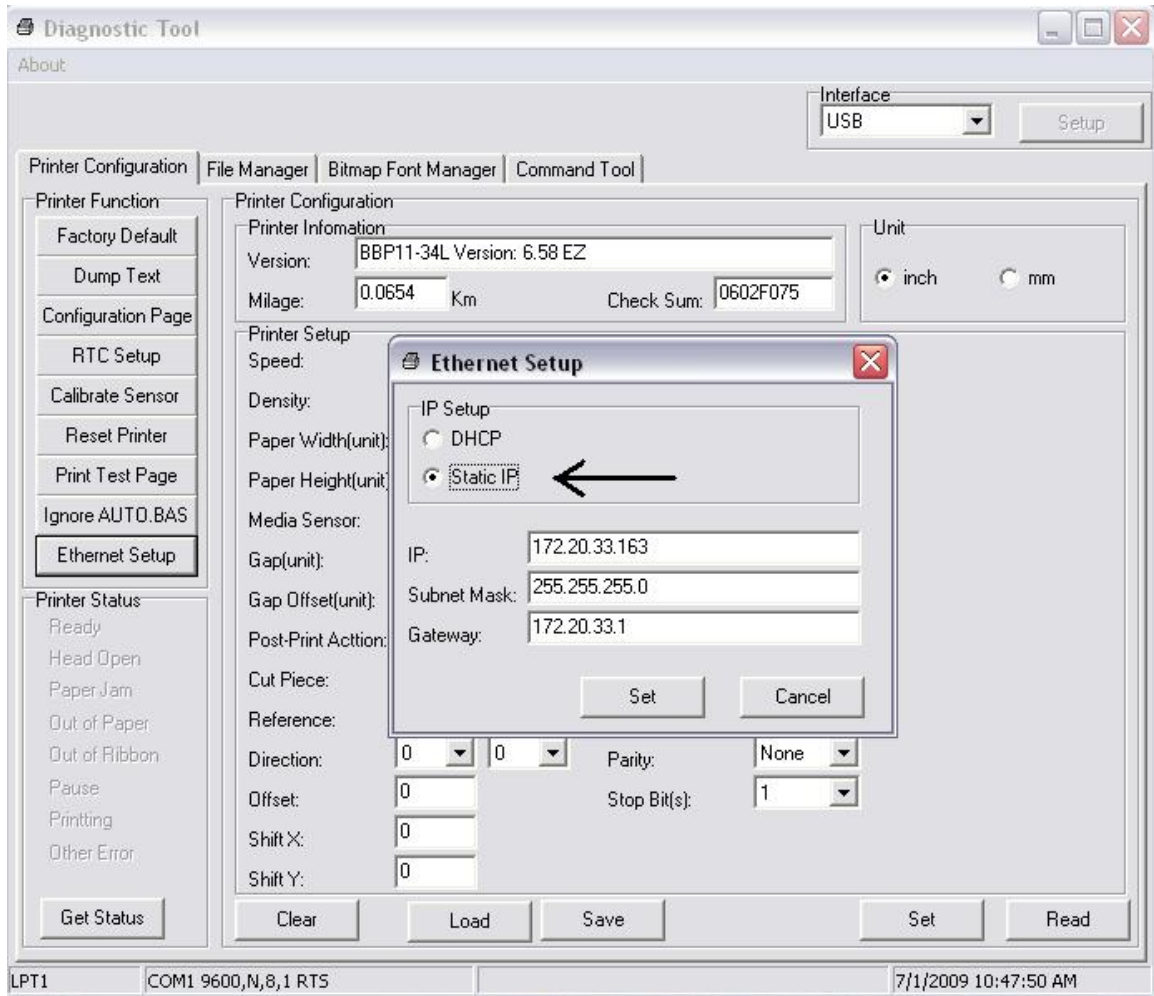 Diagnostic Tool
About
Interface
USB
Setup
Printer Configuration
File Manager
Bitmap Font Manager
Command Tool
Printer Function
Factory Default
Dump Text
Configuration Page
RTC Setup
Calibrate Sensor
Reset Printer
Print Test Page
Ignore AUTO.BAS
Ethernet Setup
Printer Status
Ready
Head Open
Paper Jam
Out of Paper
Out of Ribbon
Pause
Printting
Other Error
Get Status
Printer Configuration
Printer Infomation
Version: BBP11-34L Version: 6.58 EZ
Milage: 0.0654 Km
Check Sum: 0602F075
Unit
inch
mm
Printer Setup
Speed:
Density:
Paper Width(unit):
Paper Height(unit)
Media Sensor:
Gap(unit):
Gap Offset(unit):
Post-Print Acttion:
Cut Piece:
Reference:
Direction: 0 0
Offset: 0
Shift X: 0
Shift Y: 0
Parity: None
Stop Bit(s): 1
Ethernet Setup
IP Setup
DHCP
Static IP
IP: 172.20.33.163
Subnet Mask: 255.255.255.0
Gateway: 172.20.33.1
Set
Cancel
Clear
Load
Save
Set
Read
LPT1
COM1 9600,N,8,1 RTS
7/1/2009 10:47:50 AM